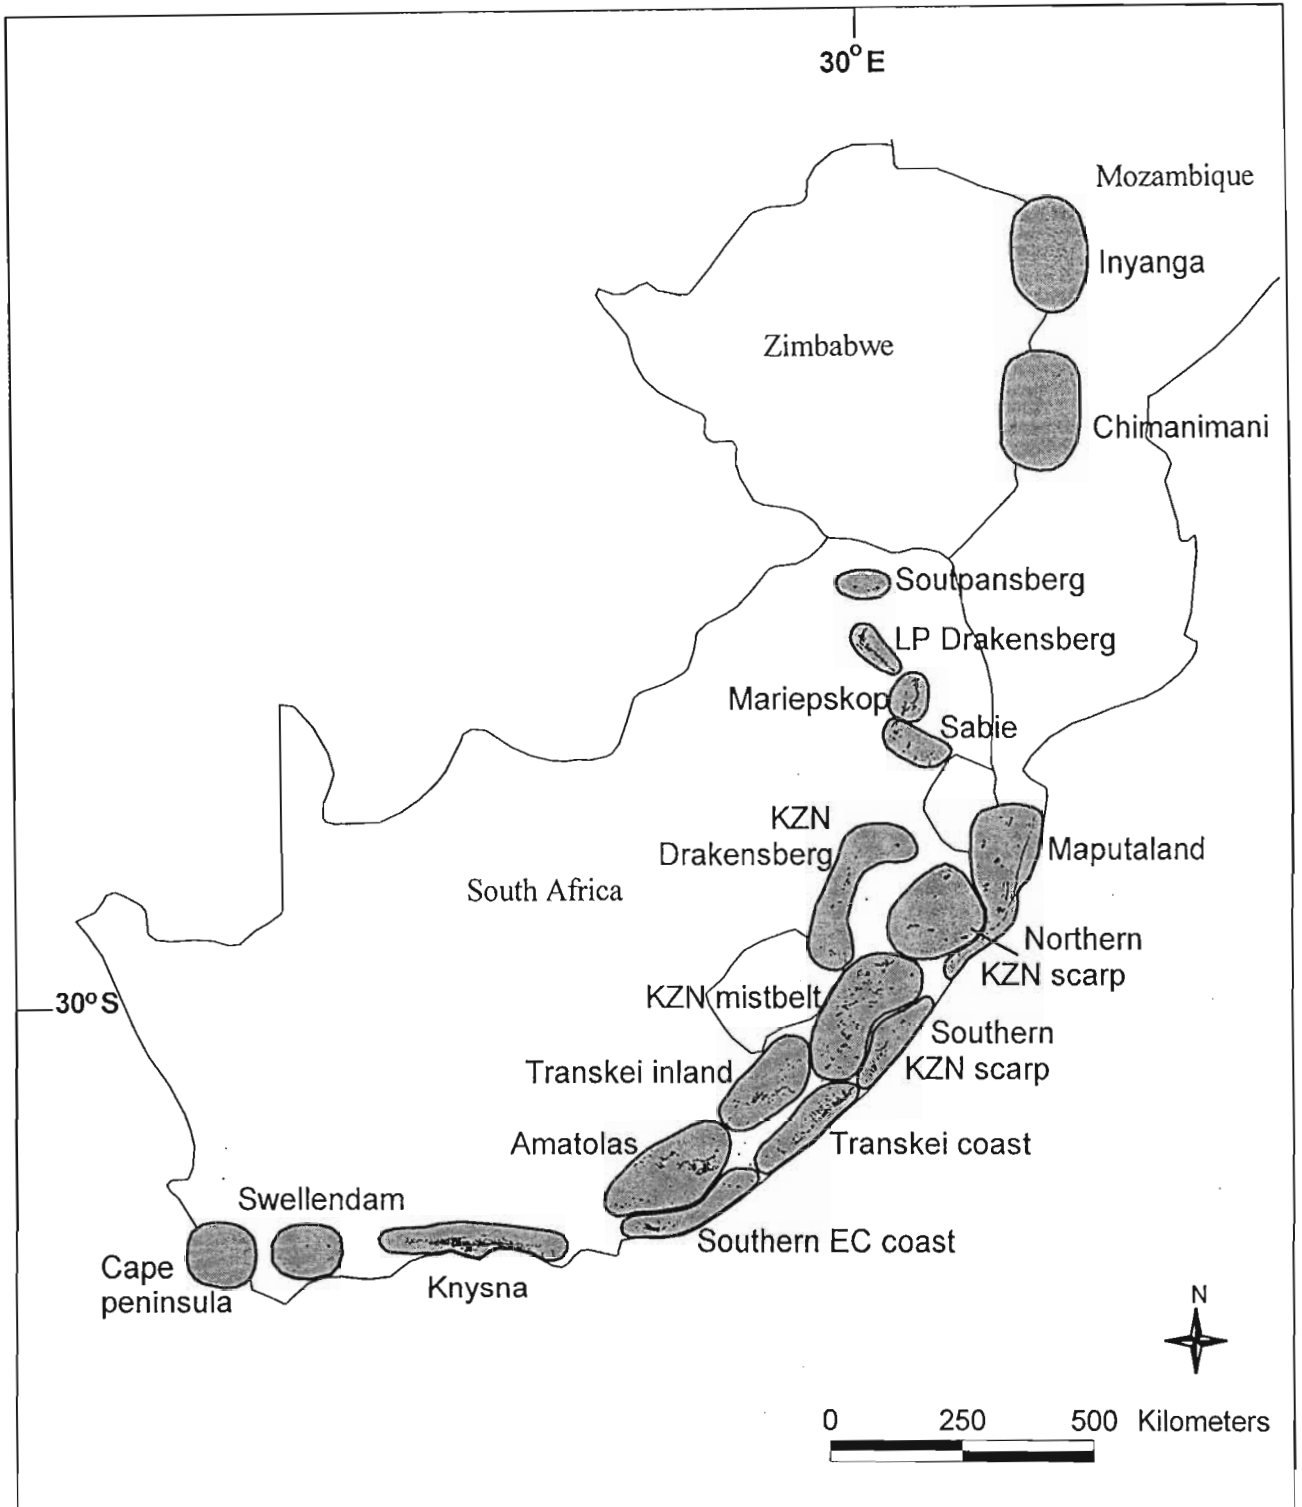 30° E
Mozambique
Inyanga
Zimbabwe
Chimanimani
Soutpansberg
LP Drakensberg
Mariepskop
Sabie
KZN
Drakensberg
Maputaland
South Africa
Northern
KZN scarp
30° S
KZN mistbelt
Southern
KZN scarp
Transkei inland
Amatolas
Transkei coast
Swellendam
Southern EC coast
Cape
peninsula
Knysna
N
0 250 500 Kilometers